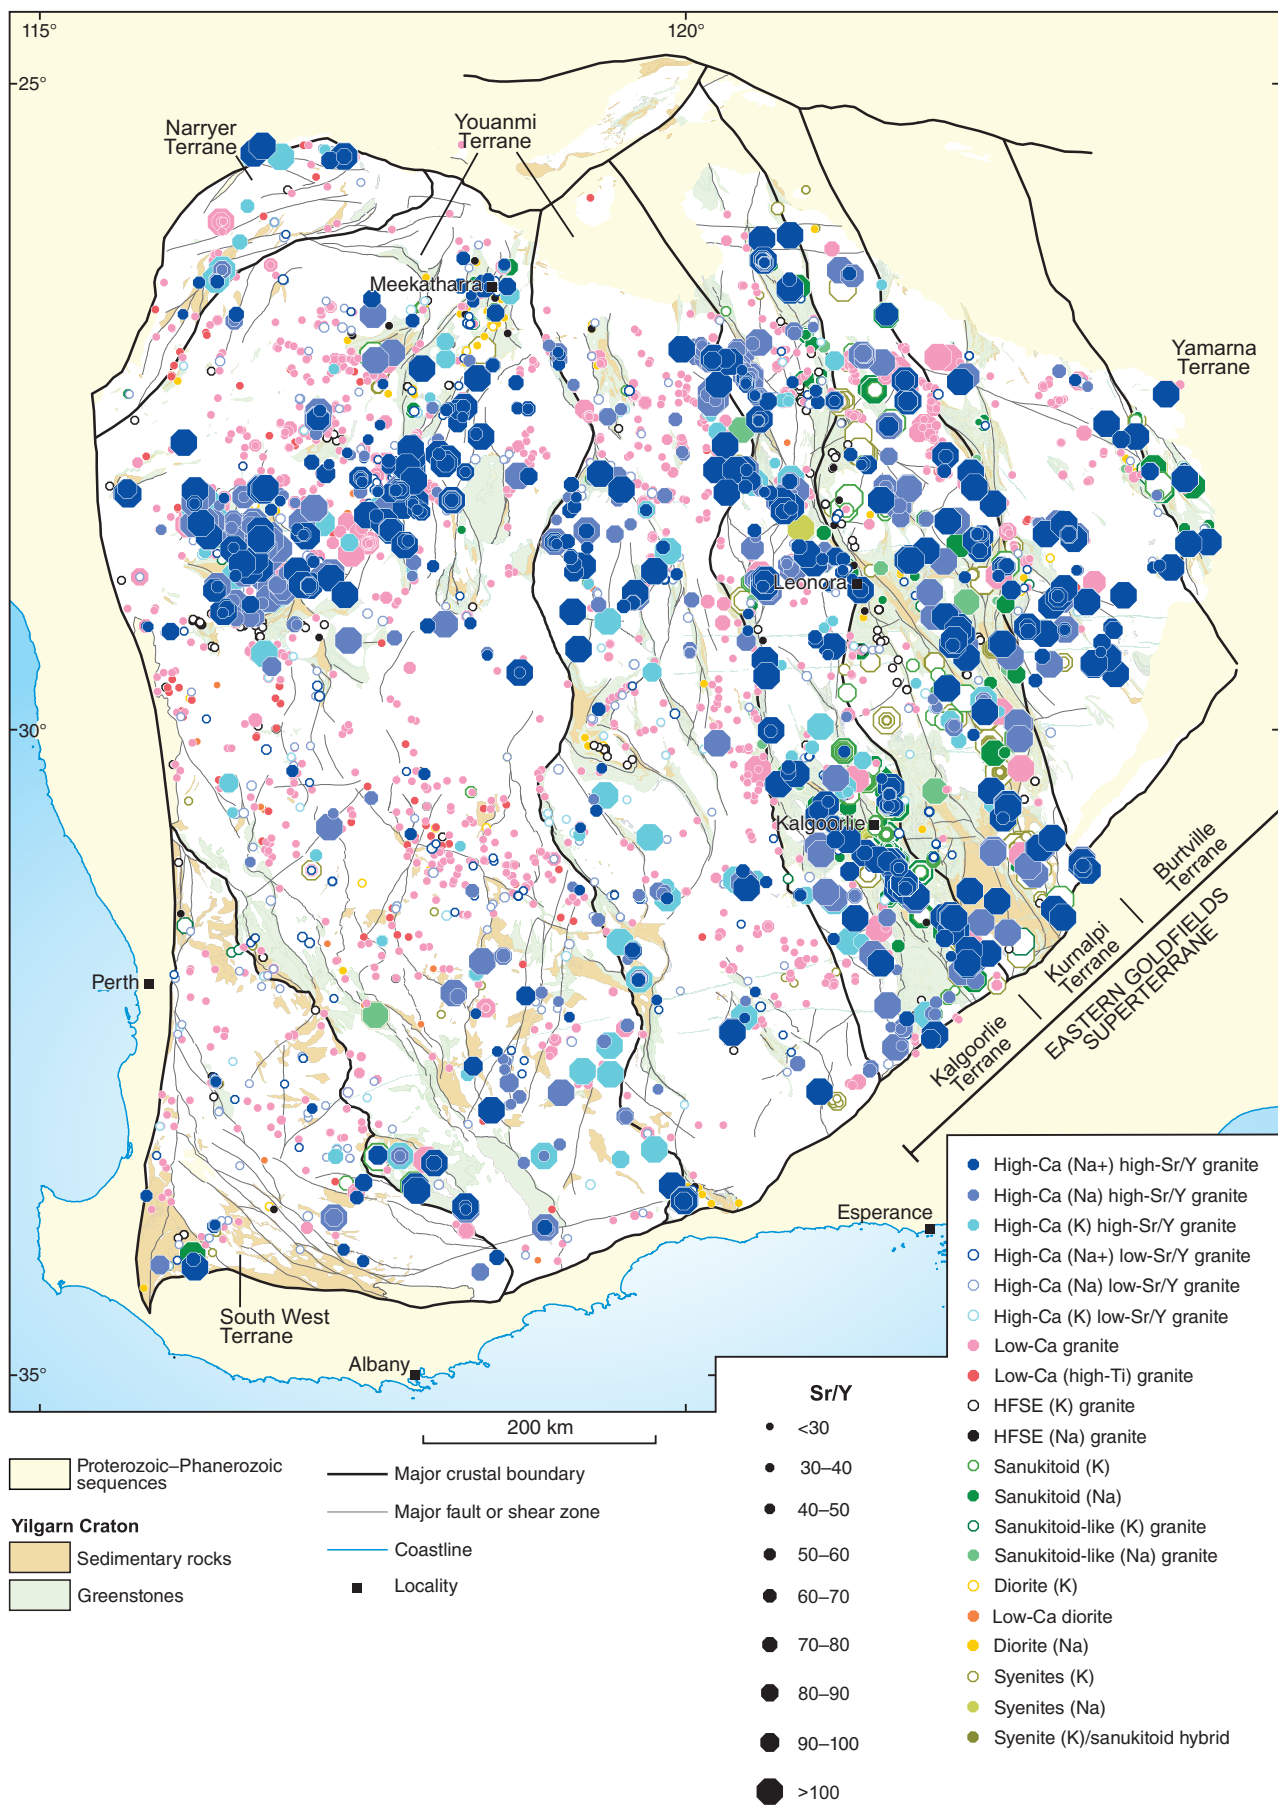 115°
120°
25°
Narryer
Terrane
Youanmi
Terrane
Meekatharra
Yamarna
Terrane
Leonora
30°
Kalgoorlie
Burtville
Terrane
Kurnalpi
Terrane
Kalgoorlie
Terrane
EASTERN GOLDFIELDS
SUPERTERRANE
Perth
Esperance
South West
Terrane
Albany
35°
200 km
Proterozoic–Phanerozoic
sequences
Yilgarn Craton
Sedimentary rocks
Greenstones
Major crustal boundary
Major fault or shear zone
Coastline
Locality
Sr/Y
<30
30–40
40–50
50–60
60–70
70–80
80–90
90–100
>100
High-Ca (Na+) high-Sr/Y granite
High-Ca (Na) high-Sr/Y granite
High-Ca (K) high-Sr/Y granite
High-Ca (Na+) low-Sr/Y granite
High-Ca (Na) low-Sr/Y granite
High-Ca (K) low-Sr/Y granite
Low-Ca granite
Low-Ca (high-Ti) granite
HFSE (K) granite
HFSE (Na) granite
Sanukitoid (K)
Sanukitoid (Na)
Sanukitoid-like (K) granite
Sanukitoid-like (Na) granite
Diorite (K)
Low-Ca diorite
Diorite (Na)
Syenites (K)
Syenites (Na)
Syenite (K)/sanukitoid hybrid